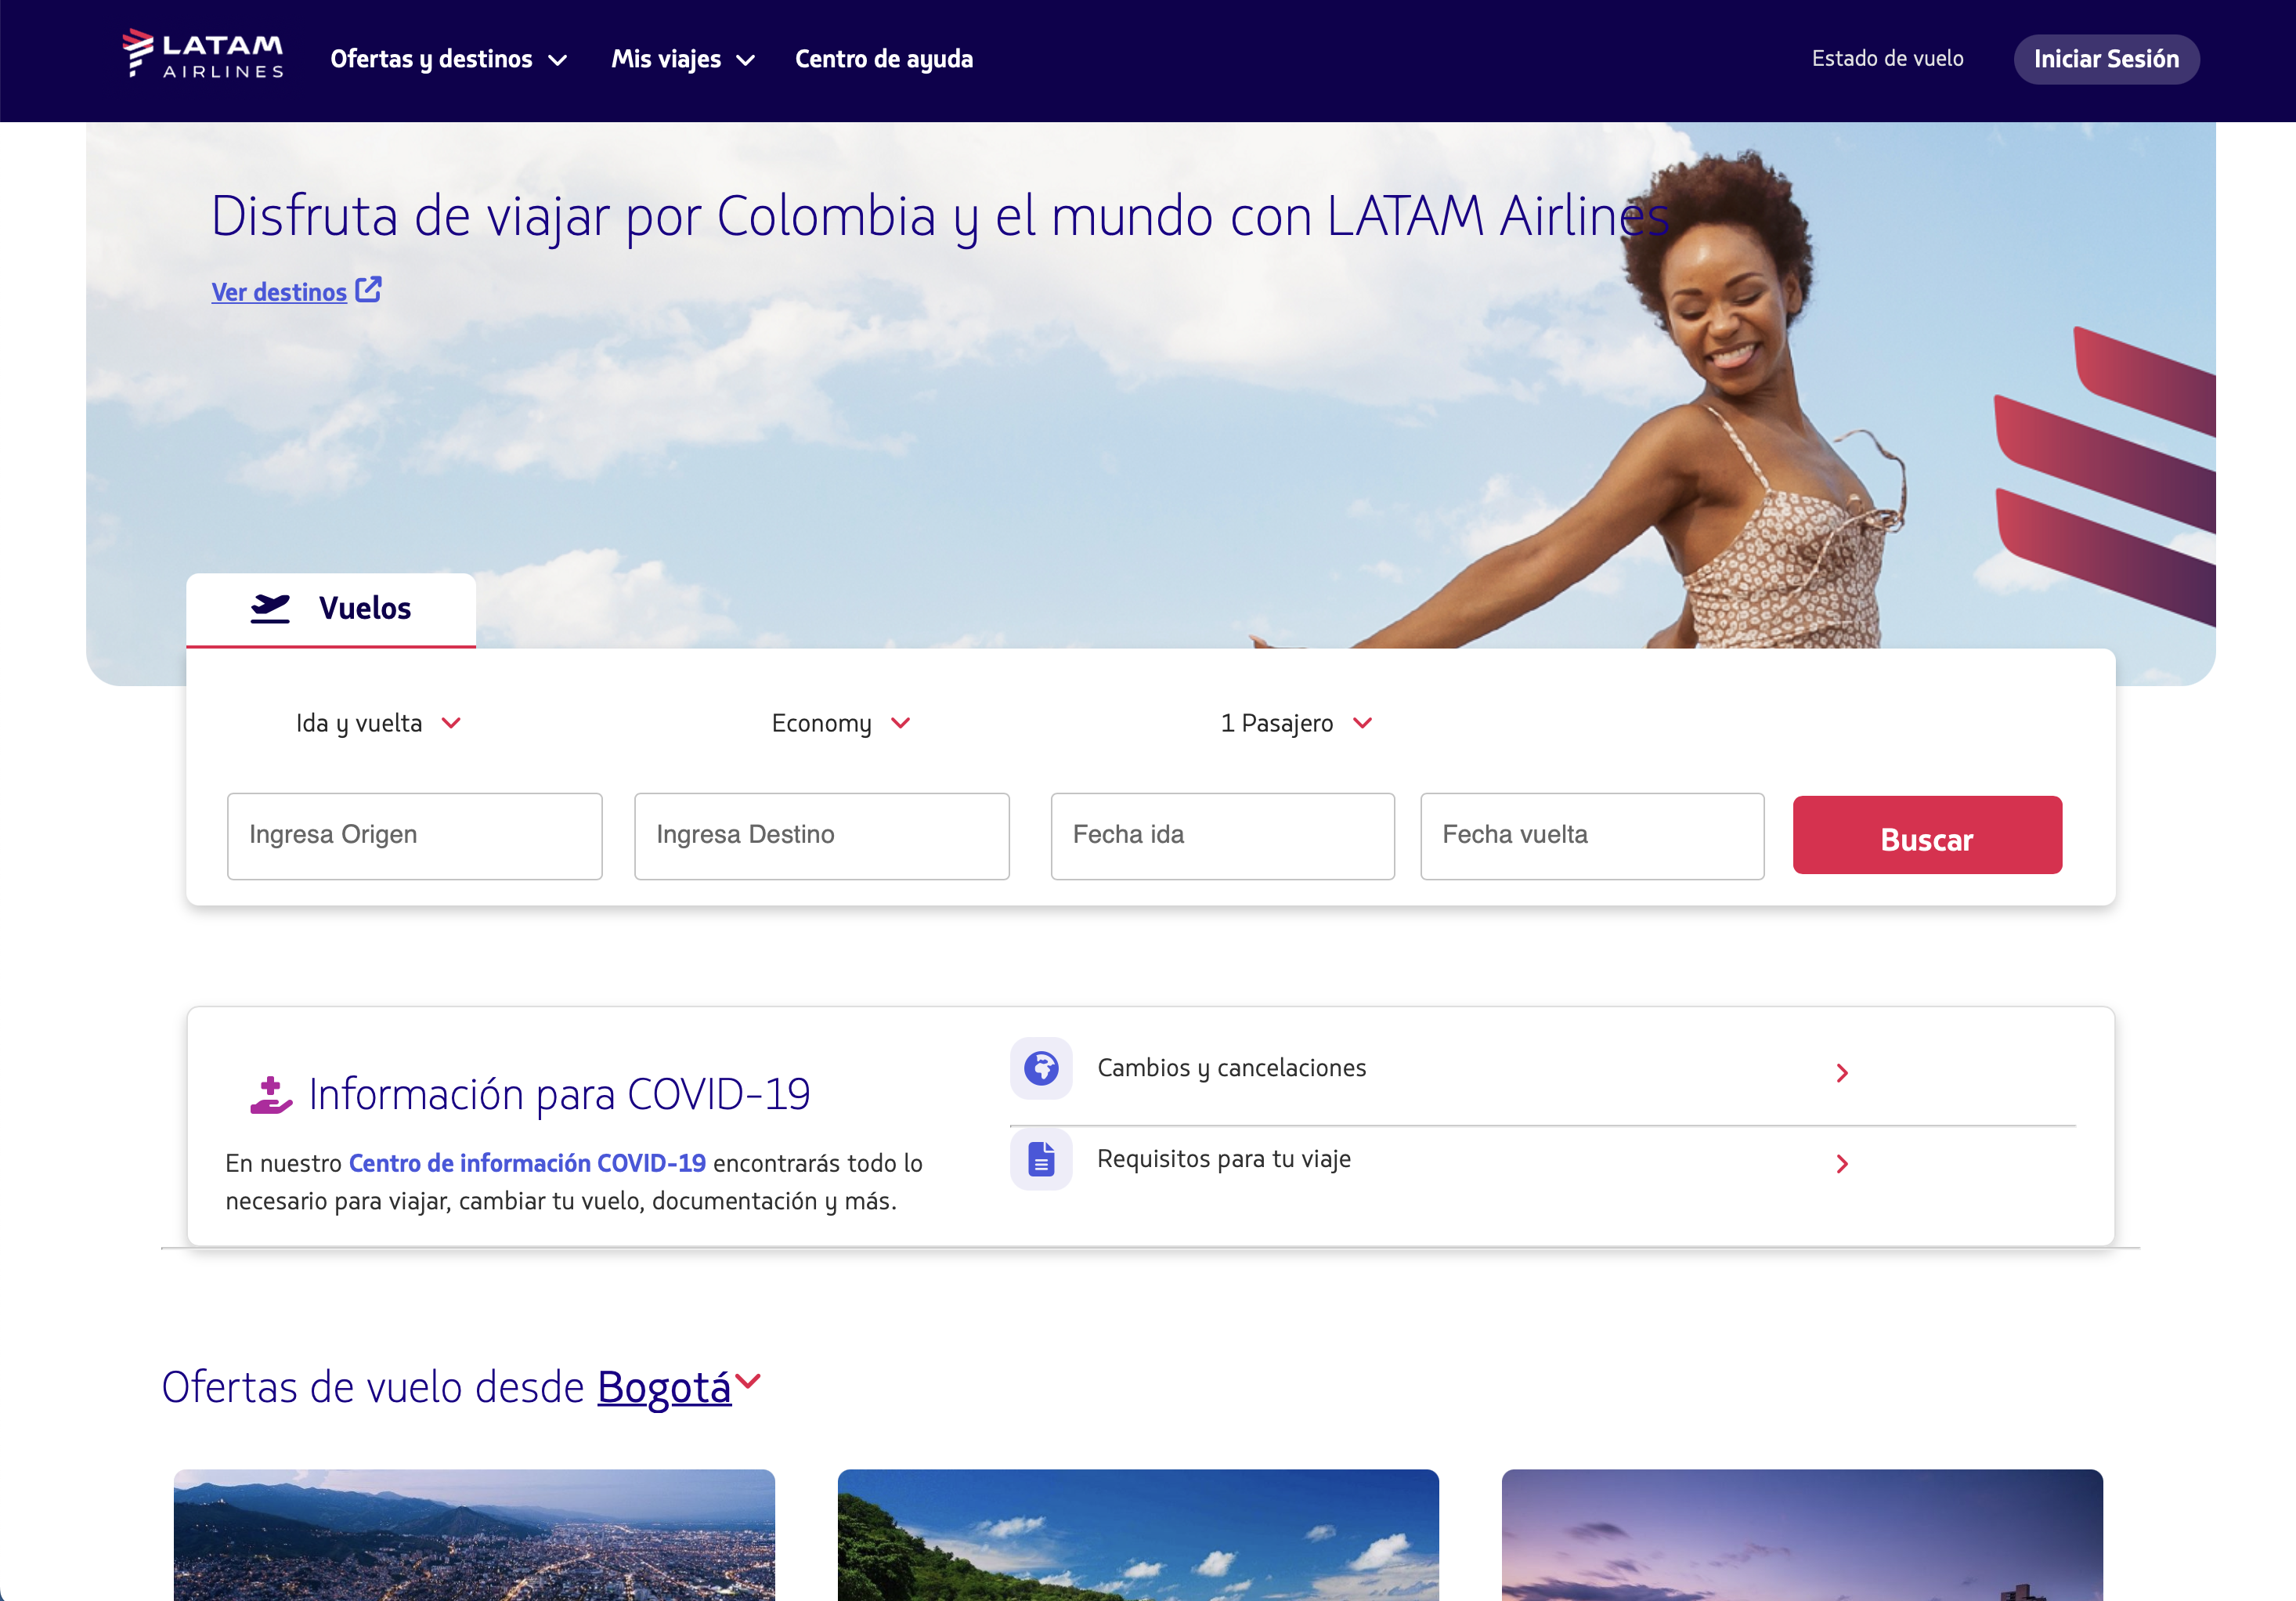 LATAM
AIRLINES
Ofertas y destinos
Mis viajes
Centro de ayuda
Estado de vuelo
Iniciar Sesión
Disfruta de viajar por Colombia y el mundo con LATAM Airlines
Ver destinos
Vuelos
Ida y vuelta
Economy
1 Pasajero
Ingresa Origen
Ingresa Destino
Fecha ida
Fecha vuelta
Buscar
Información para COVID-19
En nuestro Centro de información COVID-19 encontrarás todo lo
necesario para viajar, cambiar tu vuelo, documentación y más.
Cambios y cancelaciones
Requisitos para tu viaje
Ofertas de vuelo desde Bogotá